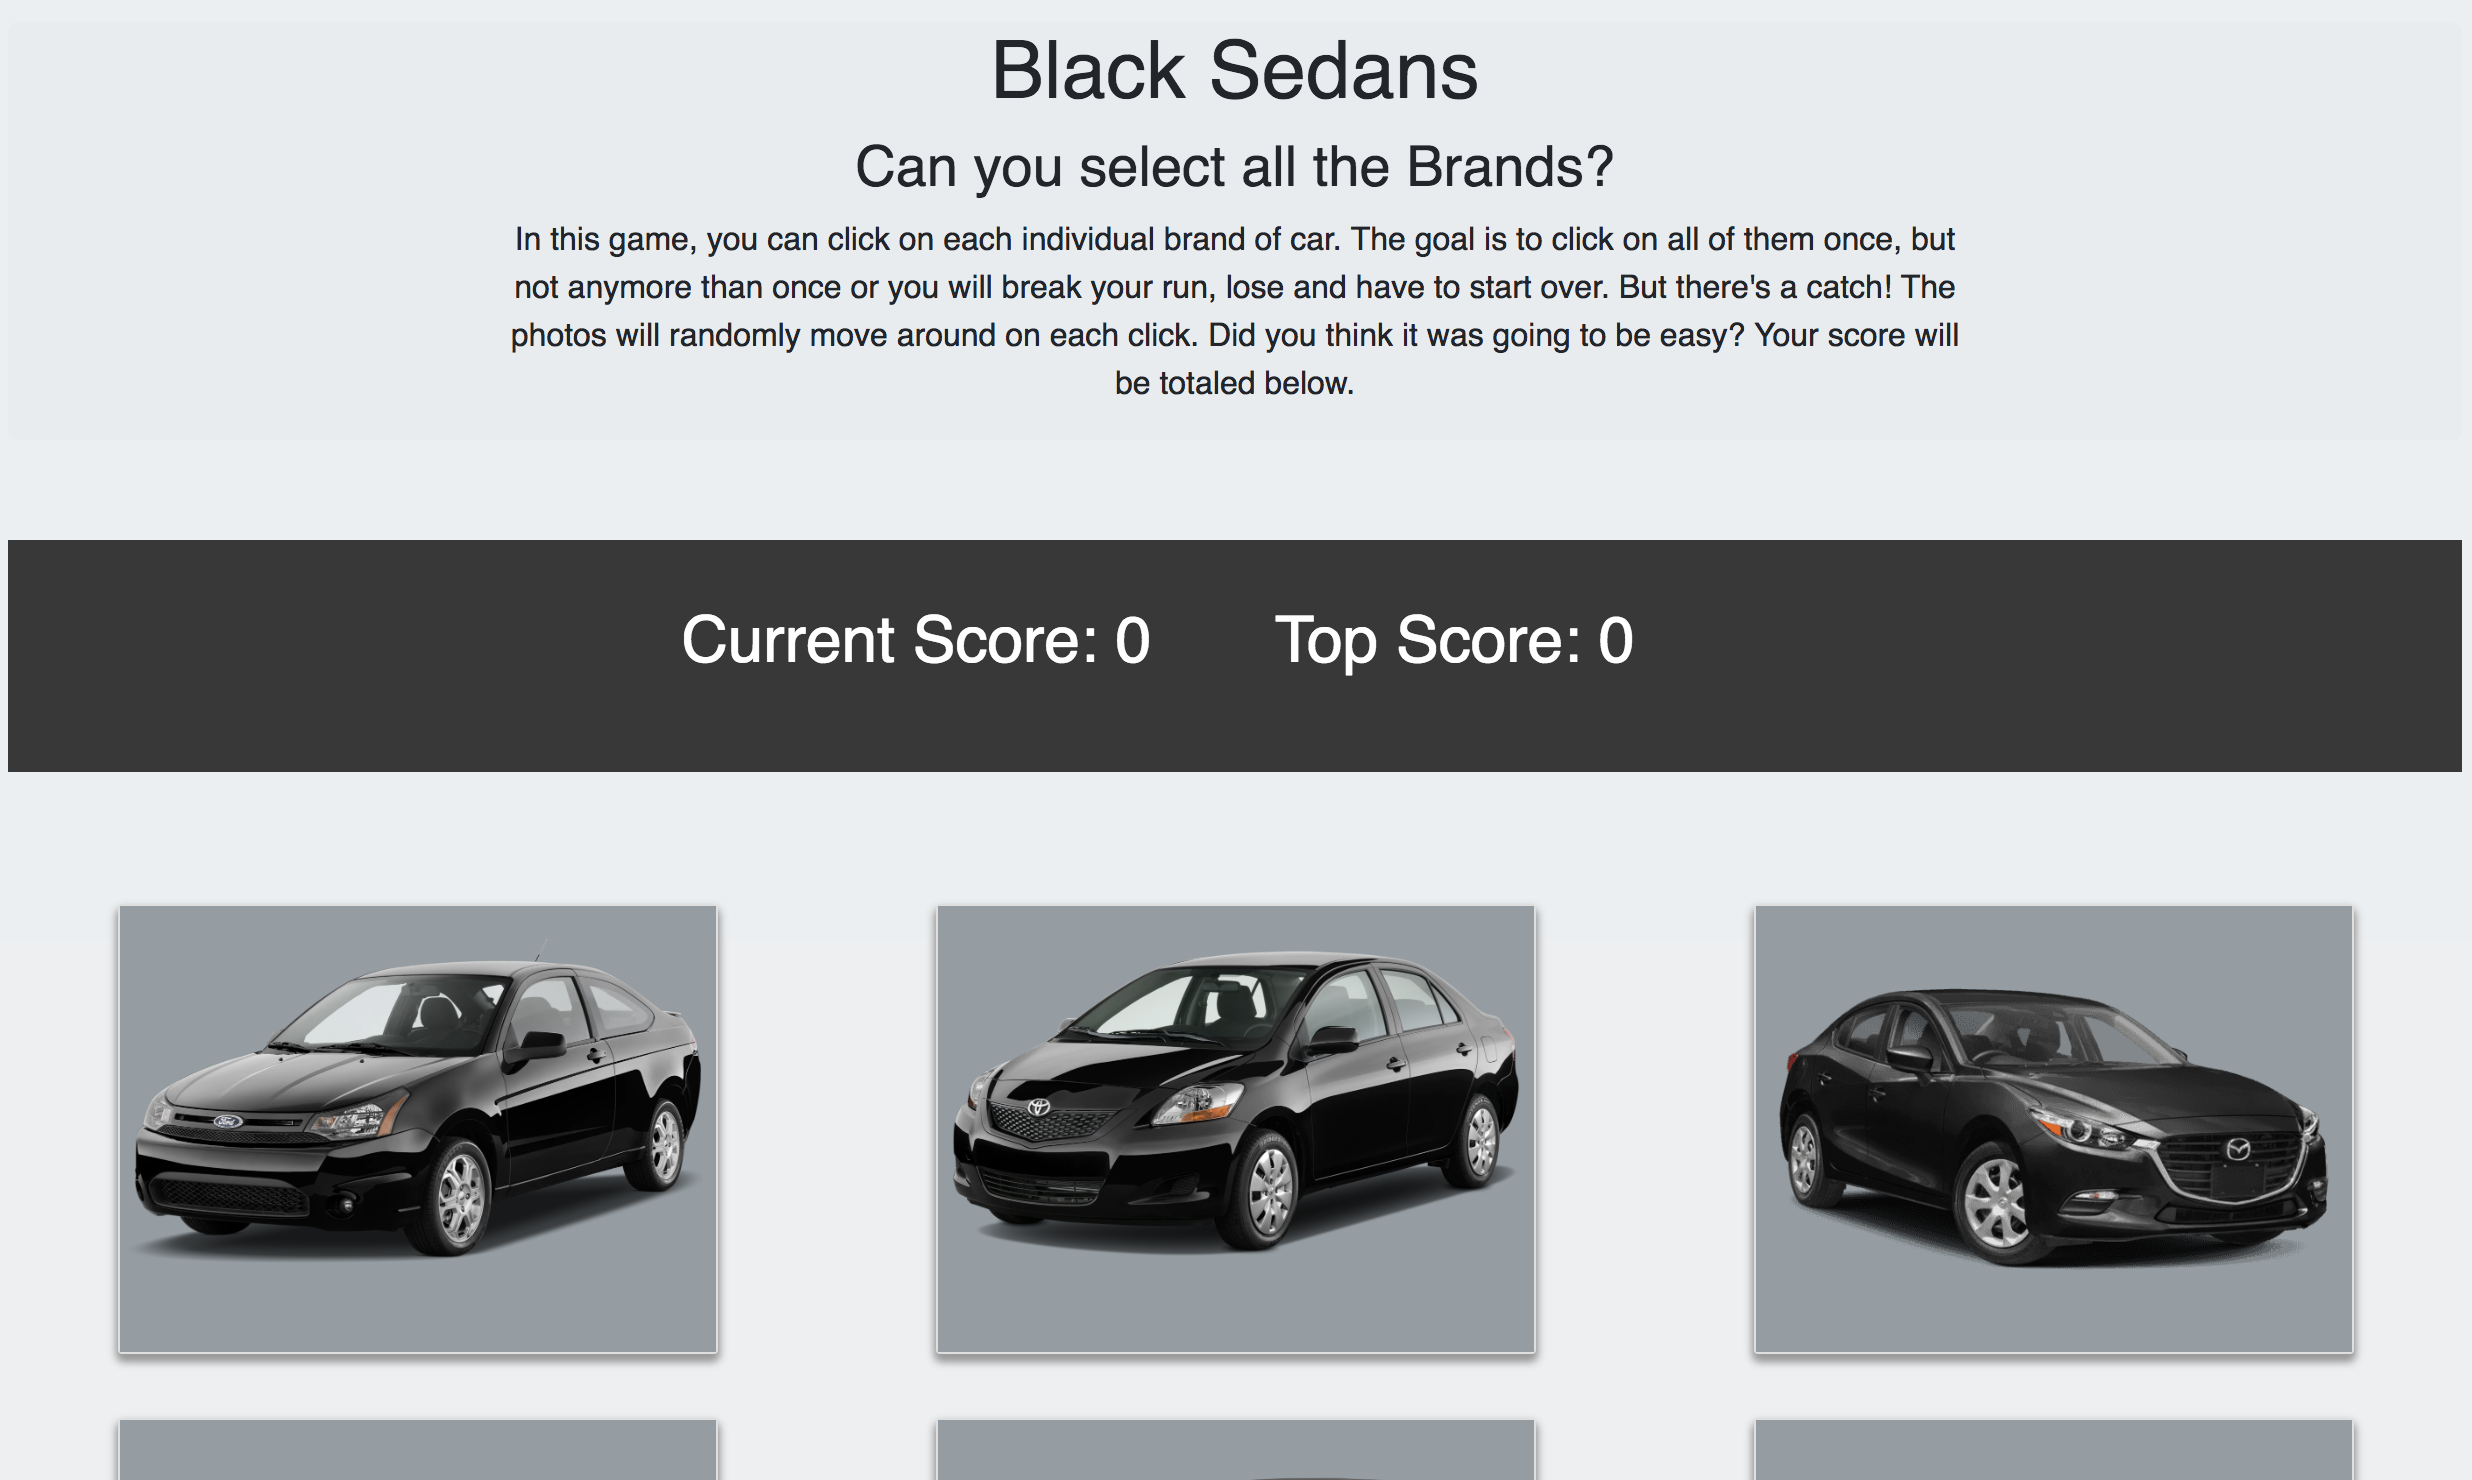 Black Sedans
Can you select all the Brands?
In this game, you can click on each individual brand of car. The goal is to click on all of them once, but
not anymore than once or you will break your run, lose and have to start over. But there's a catch! The
photos will randomly move around on each click. Did you think it was going to be easy? Your score will
be totaled below.
Current Score: 0 Top Score: 0
Ford